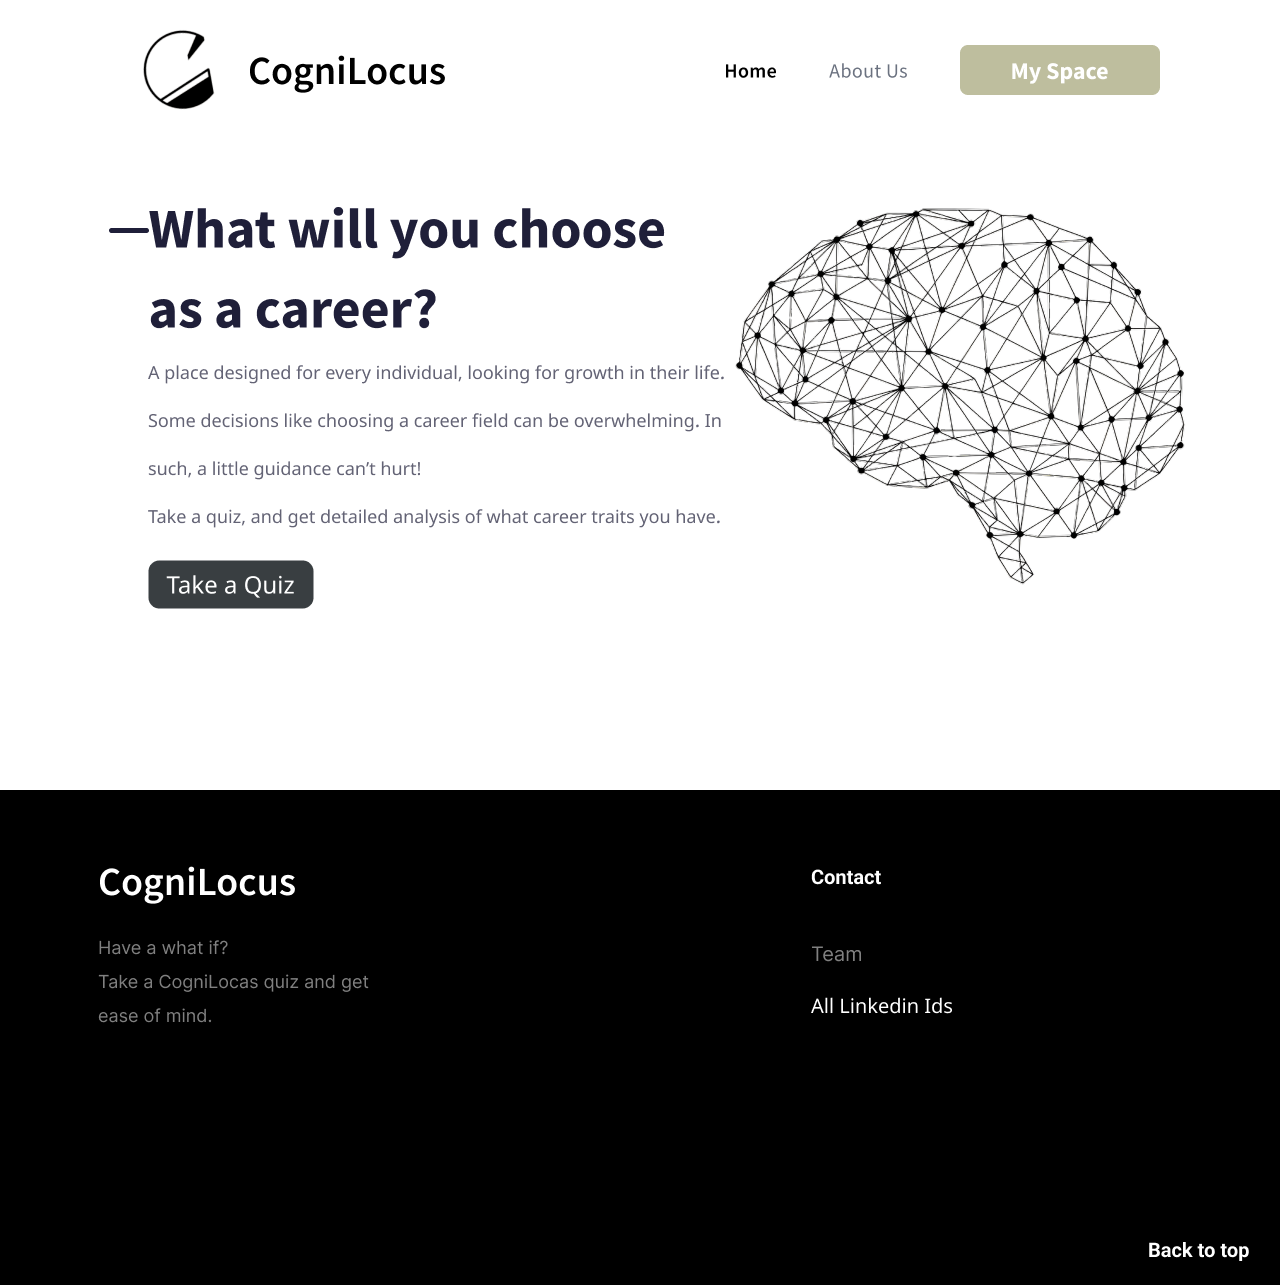 CogniLocus
Home
About Us
My Space
What will you choose
as a career?
A place designed for every individual, looking for growth in their life.
Some decisions like choosing a career field can be overwhelming. In
such, a little guidance can’t hurt!
Take a quiz, and get detailed analysis of what career traits you have.
Take a Quiz
CogniLocus
Have a what if?
Take a CogniLocas quiz and get
ease of mind.
Contact
Team
All Linkedin Ids
Back to top